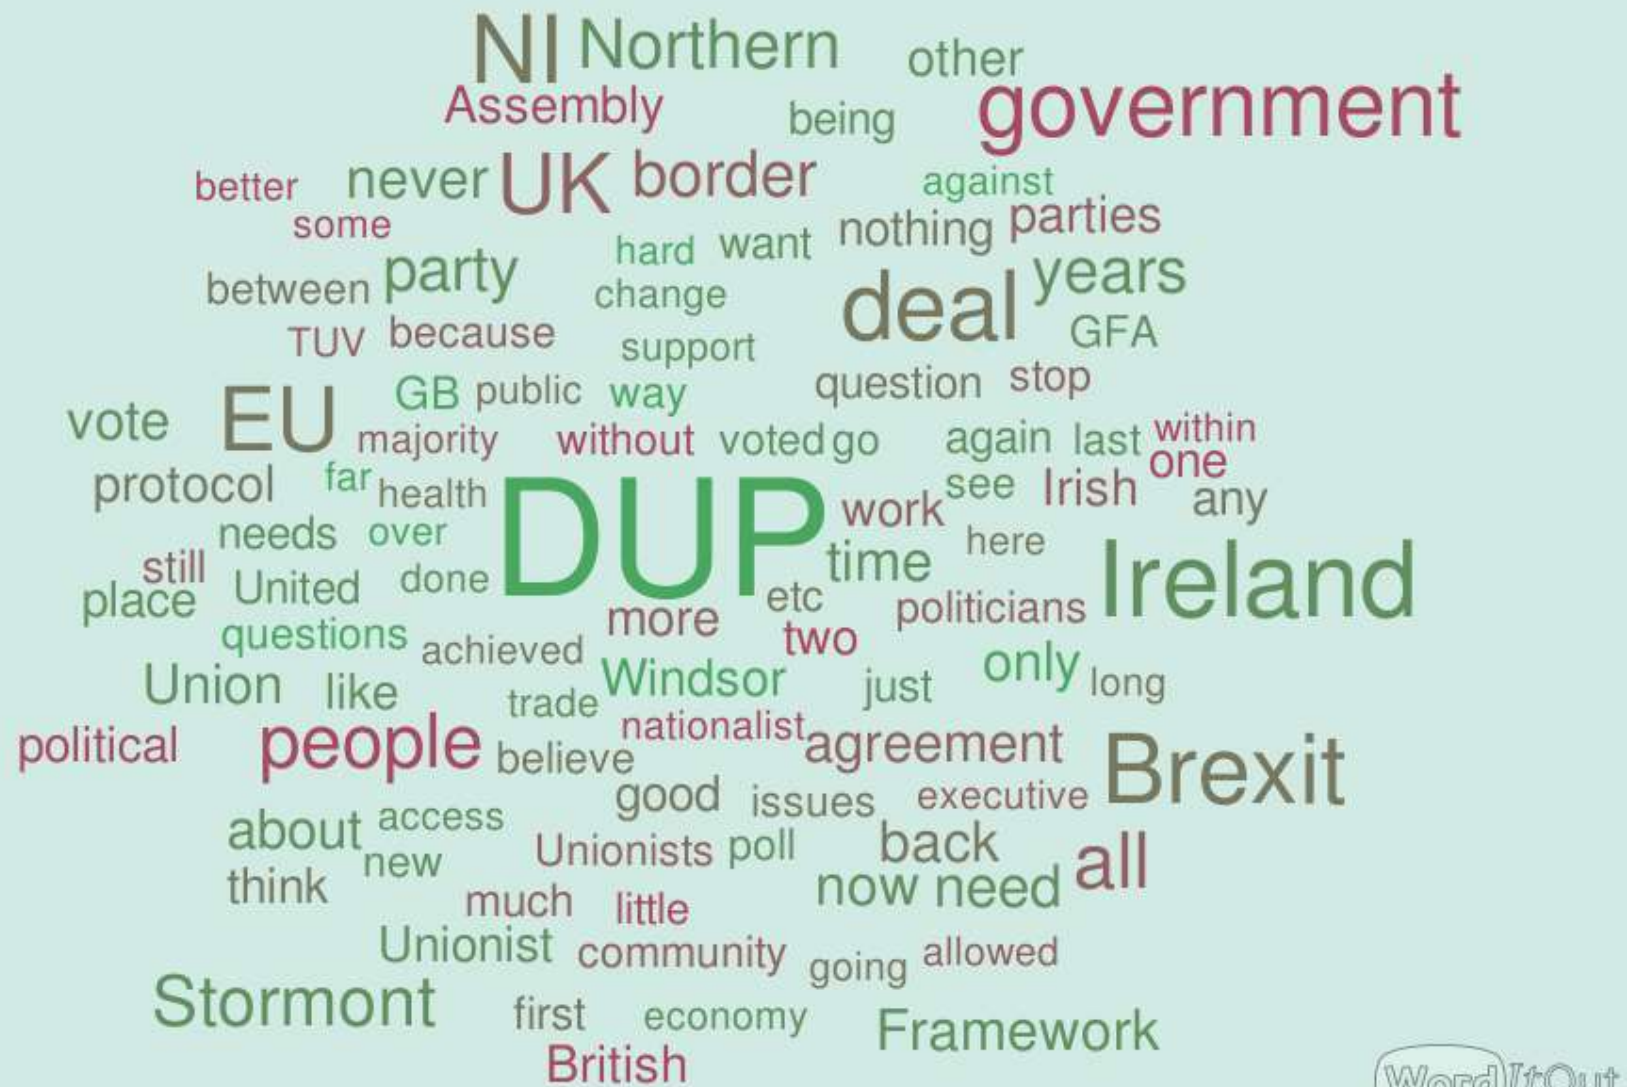 NI Northern other
Assembly being government
better never UK border against
some hard want nothing parties
between party change deal years
TUV because support GFA
GB public way question stop
vote EU majority without voted go again last within
protocol far health DUP work see Irish one any
needs over time here
still United done Ireland
place more etc politicians
questions achieved two only
Union like trade Windsor just long
political people believe nationalist agreement Brexit
good issues executive
about access Unionists poll back all
think new now need
much little
Unionist community going allowed
Stormont first economy Framework
British
WordItOut